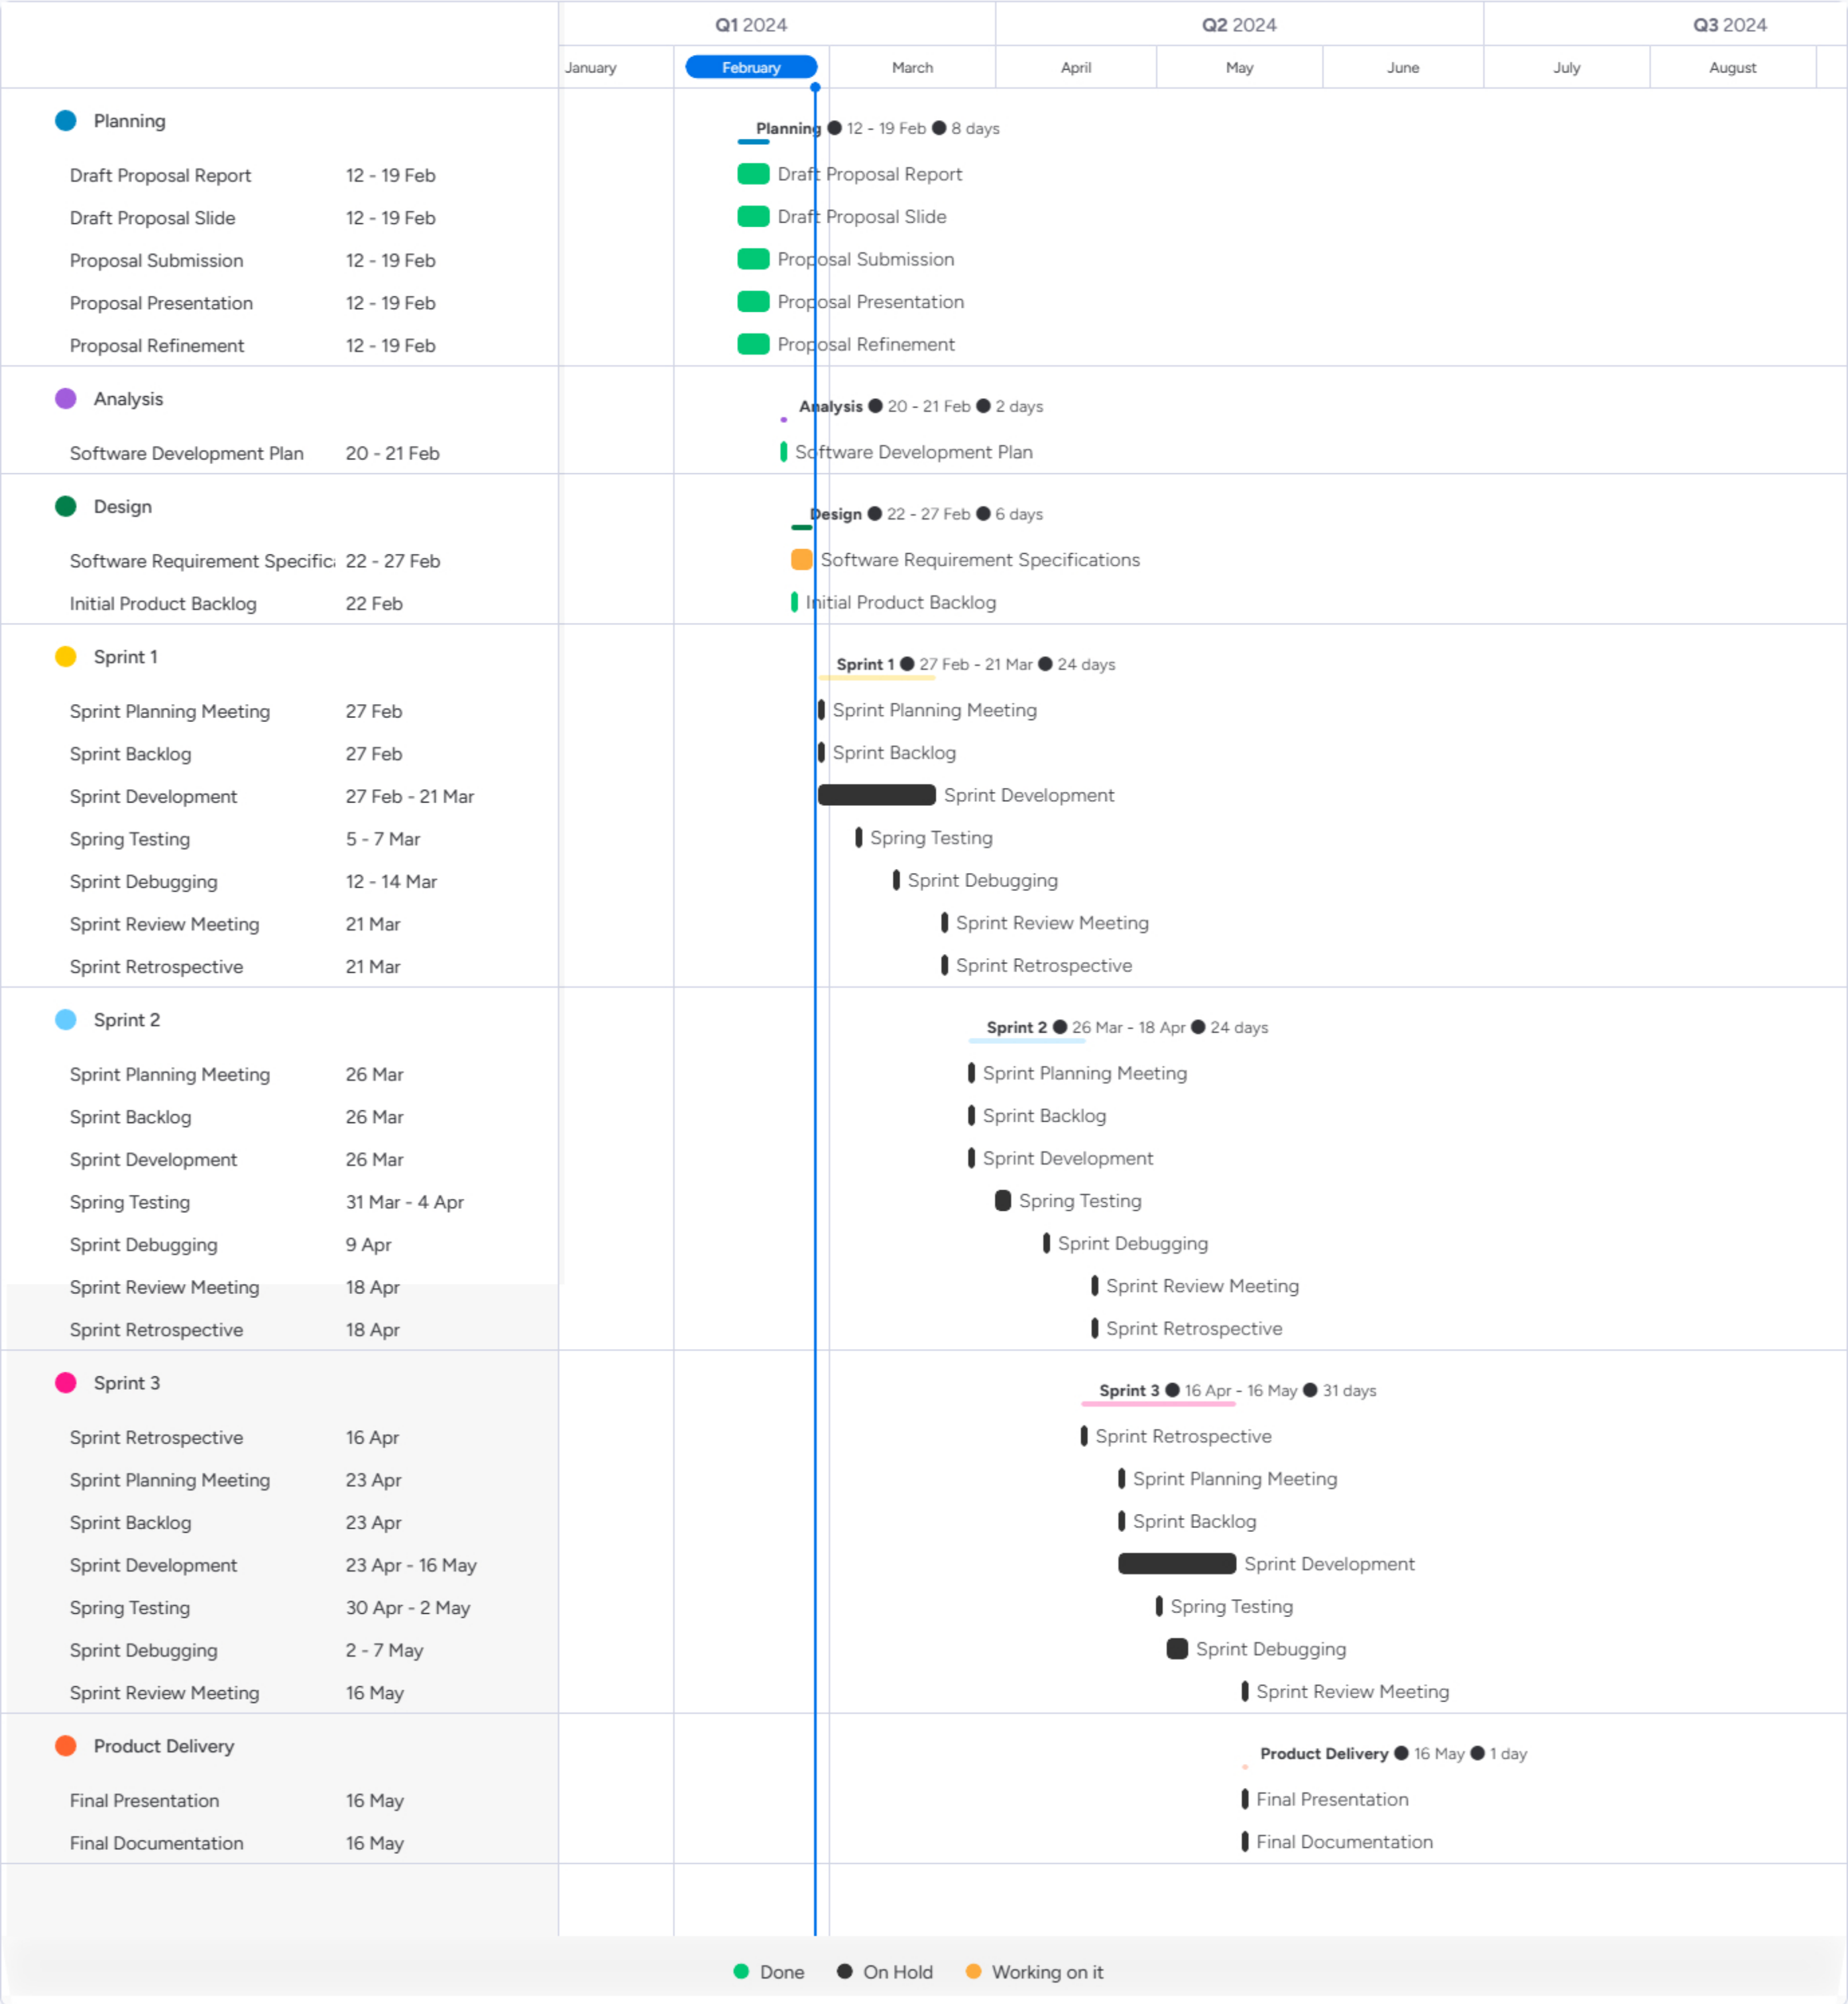 Q1 2024 Q2 2024 Q3 2024
January February March April May June July August
Planning
Planning ● 12 - 19 Feb ● 8 days
Draft Proposal Report 12 - 19 Feb Draft Proposal Report
Draft Proposal Slide 12 - 19 Feb Draft Proposal Slide
Proposal Submission 12 - 19 Feb Proposal Submission
Proposal Presentation 12 - 19 Feb Proposal Presentation
Proposal Refinement 12 - 19 Feb Proposal Refinement
Analysis
Analysis ● 20 - 21 Feb ● 2 days
Software Development Plan 20 - 21 Feb Software Development Plan
Design
Design ● 22 - 27 Feb ● 6 days
Software Requirement Specific 22 - 27 Feb Software Requirement Specifications
Initial Product Backlog 22 Feb Initial Product Backlog
Sprint 1
Sprint 1 ● 27 Feb - 21 Mar ● 24 days
Sprint Planning Meeting 27 Feb Sprint Planning Meeting
Sprint Backlog 27 Feb Sprint Backlog
Sprint Development 27 Feb - 21 Mar Sprint Development
Spring Testing 5 - 7 Mar Spring Testing
Sprint Debugging 12 - 14 Mar Sprint Debugging
Sprint Review Meeting 21 Mar Sprint Review Meeting
Sprint Retrospective 21 Mar Sprint Retrospective
Sprint 2
Sprint 2 ● 26 Mar - 18 Apr ● 24 days
Sprint Planning Meeting 26 Mar Sprint Planning Meeting
Sprint Backlog 26 Mar Sprint Backlog
Sprint Development 26 Mar Sprint Development
Spring Testing 31 Mar - 4 Apr Spring Testing
Sprint Debugging 9 Apr Sprint Debugging
Sprint Review Meeting 18 Apr Sprint Review Meeting
Sprint Retrospective 18 Apr Sprint Retrospective
Sprint 3
Sprint 3 ● 16 Apr - 16 May ● 31 days
Sprint Retrospective 16 Apr Sprint Retrospective
Sprint Planning Meeting 23 Apr Sprint Planning Meeting
Sprint Backlog 23 Apr Sprint Backlog
Sprint Development 23 Apr - 16 May Sprint Development
Spring Testing 30 Apr - 2 May Spring Testing
Sprint Debugging 2 - 7 May Sprint Debugging
Sprint Review Meeting 16 May Sprint Review Meeting
Product Delivery
Product Delivery ● 16 May ● 1 day
Final Presentation 16 May Final Presentation
Final Documentation 16 May Final Documentation
Done On Hold Working on it